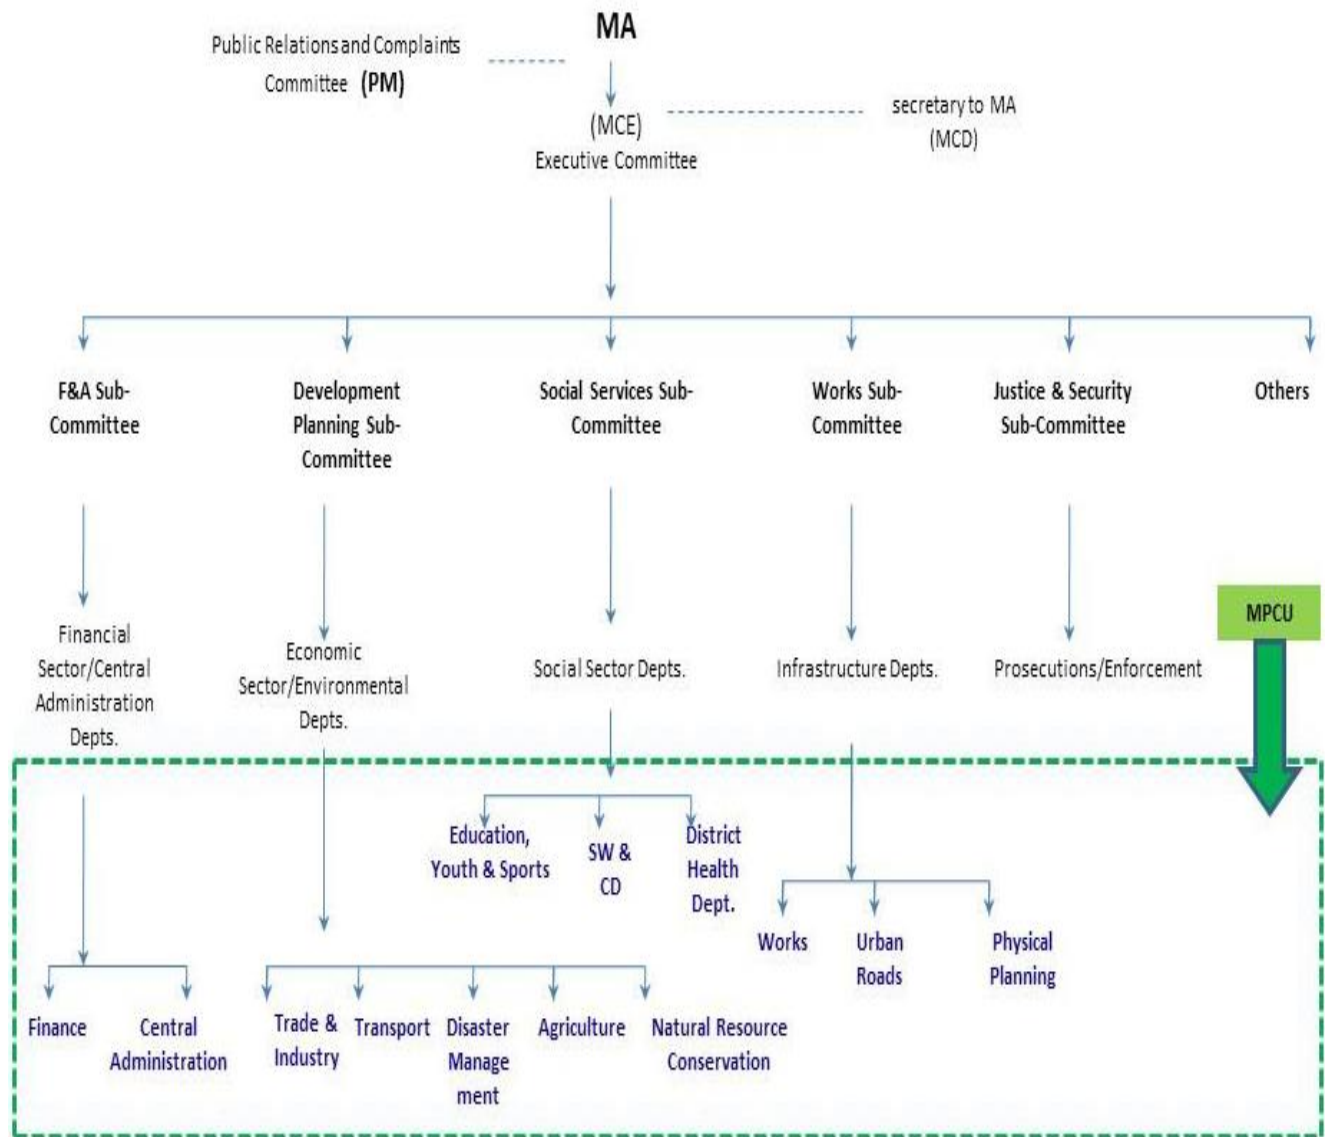 MA
Public Relations and Complaints
Committee (PM)
secretary to MA
(MCD)
(MCE)
Executive Committee
F&A Sub-
Committee
Development
Planning Sub-
Committee
Social Services Sub-
Committee
Works Sub-
Committee
Justice & Security
Sub-Committee
Others
MPCU
Financial
Sector/Central
Administration
Depts.
Economic
Sector/Environmental
Depts.
Social Sector Depts.
Infrastructure Depts.
Prosecutions/Enforcement
Education,
Youth & Sports
SW &
CD
District
Health
Dept.
Works
Urban
Roads
Physical
Planning
Finance
Central
Administration
Trade &
Industry
Transport
Disaster
Manage
ment
Agriculture
Natural Resource
Conservation